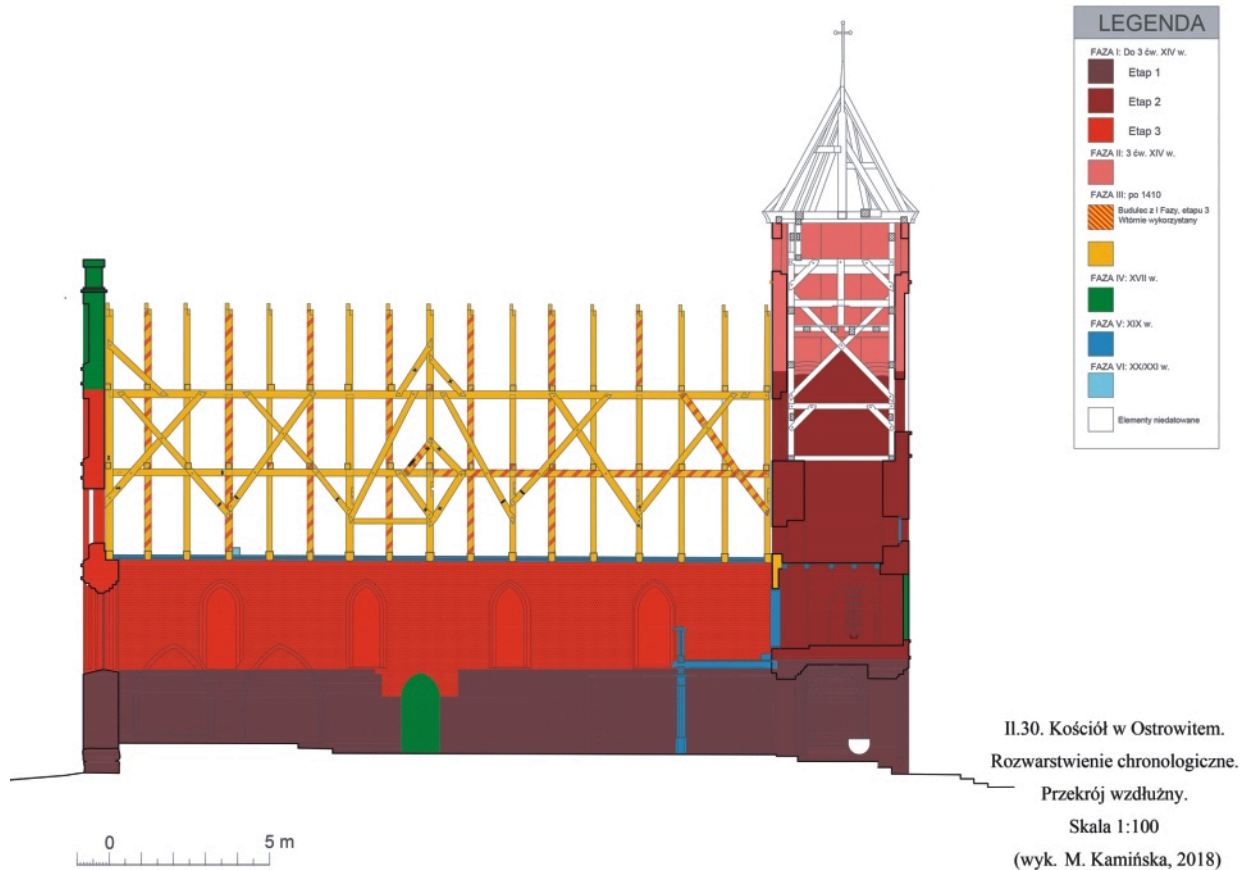 LEGENDA
FAZA I: Do 3 ćw. XIV w.
Etap 1
Etap 2
Etap 3
FAZA II: 3 ćw. XIV w.
FAZA III: po 1410
Budulec z I Fazy, etapu 3
Wtórnie wykorzystany
FAZA IV: XVII w.
FAZA V: XIX w.
FAZA VI: XX/XXI w.
Elementy niedatowane
Il.30. Kościół w Ostrowitem.
Rozwarstwienie chronologiczne.
Przekrój wzdłużny.
Skala 1:100
(wyk. M. Kamińska, 2018)
0 5 m